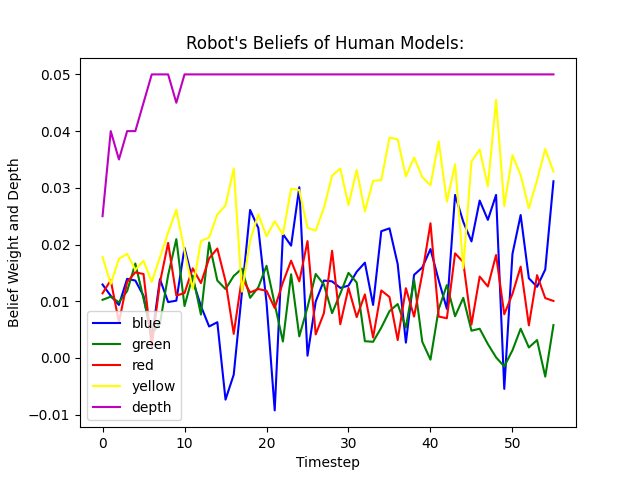 Robot's Beliefs of Human Models:
Belief Weight and Depth
0.05
0.04
0.03
0.02
0.01
0.00
−0.01
blue
green
red
yellow
depth
0 10 20 30 40 50
Timestep